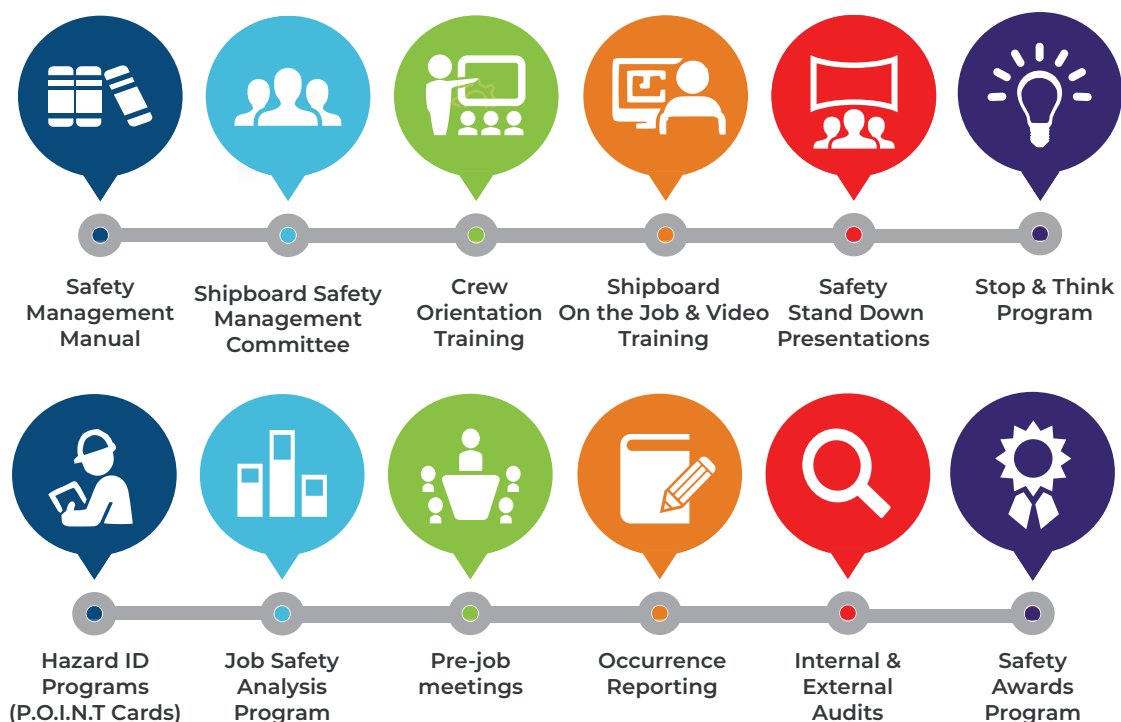 Safety
Management
Manual
Shipboard Safety
Management
Committee
Crew
Orientation
Training
Shipboard
On the Job & Video
Training
Safety
Stand Down
Presentations
Stop & Think
Program
Hazard ID
Programs
(P.O.I.N.T Cards)
Job Safety
Analysis
Program
Pre-job
meetings
Occurrence
Reporting
Internal &
External
Audits
Safety
Awards
Program